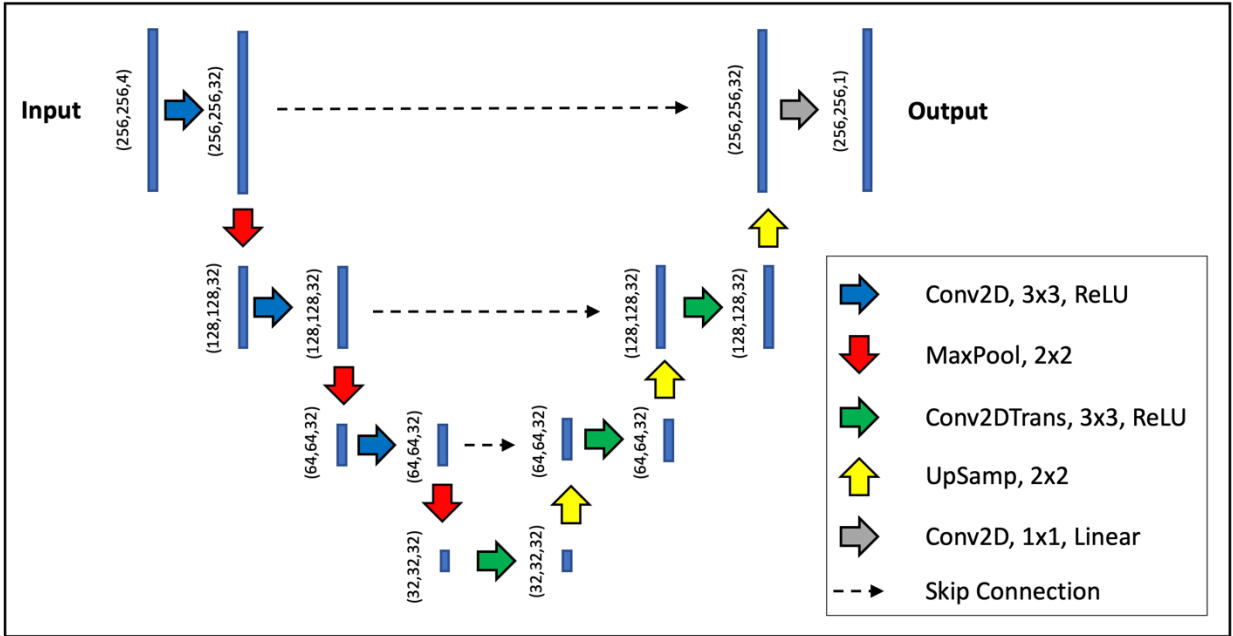 Input
(256,256,4)
(256,256,32)
(256,256,32)
(256,256,1)
Output
(128,128,32)
(128,128,32)
(128,128,32)
(128,128,32)
(64,64,32)
(64,64,32)
(64,64,32)
(64,64,32)
(32,32,32)
(32,32,32)
Conv2D, 3x3, ReLU
MaxPool, 2x2
Conv2DTrans, 3x3, ReLU
UpSamp, 2x2
Conv2D, 1x1, Linear
Skip Connection